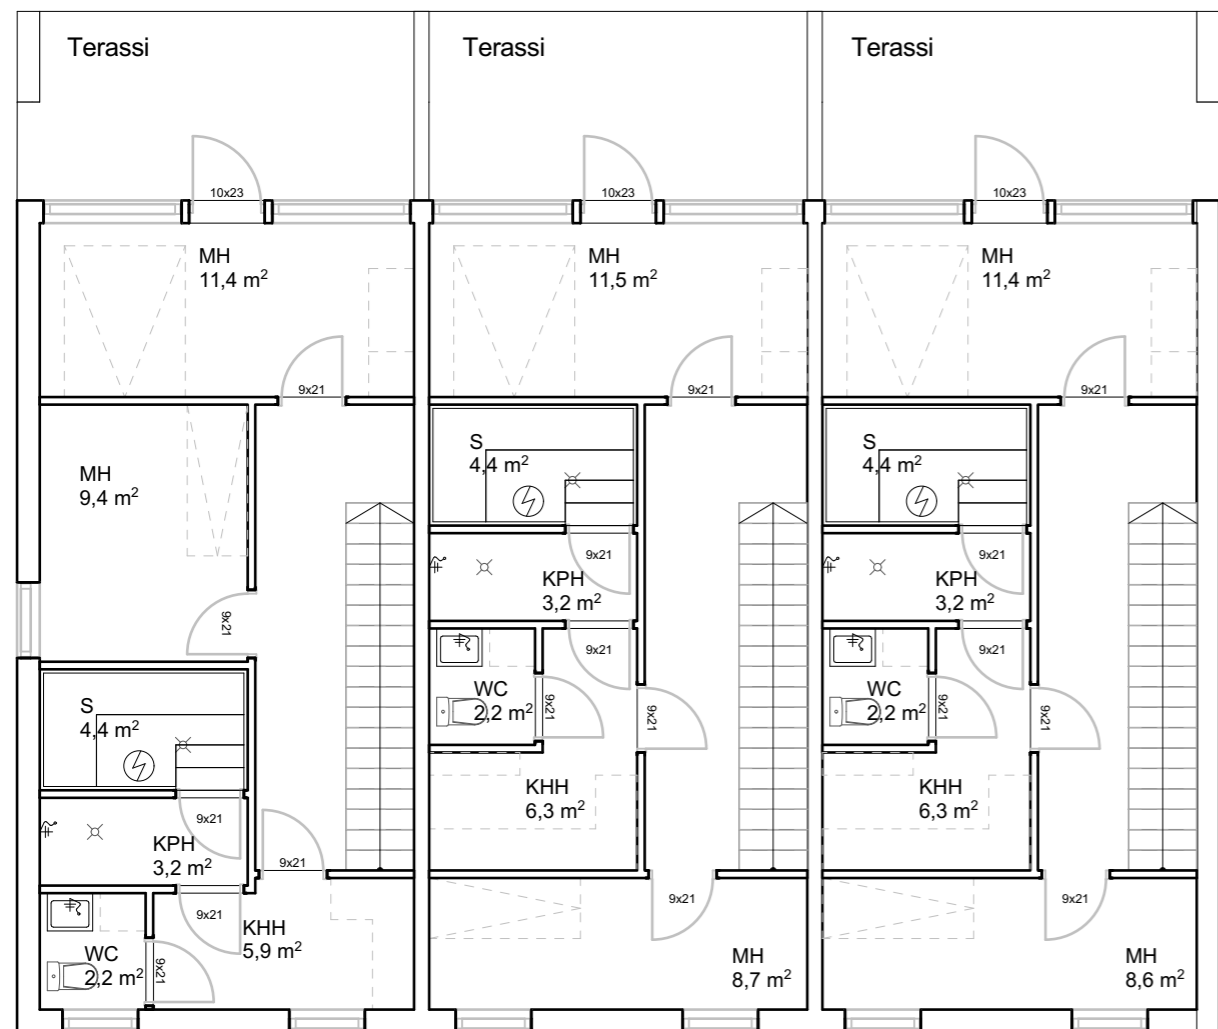 Terassi
Terassi
Terassi
10x23
10x23
10x23
MH
11,4 m²
MH
11,5 m²
MH
11,4 m²
9x21
9x21
9x21
MH
9,4 m²
S
4,4 m²
S
4,4 m²
9x21
9x21
KPH
3,2 m²
KPH
3,2 m²
9x21
9x21
9x21
WC
2,2 m²
9x21
9x21
WC
2,2 m²
9x21
9x21
S
4,4 m²
KHH
6,3 m²
KHH
6,3 m²
9x21
KPH
3,2 m²
9x21
9x21
9x21
9x21
KHH
5,9 m²
WC
2,2 m²
9x21
MH
8,7 m²
MH
8,6 m²